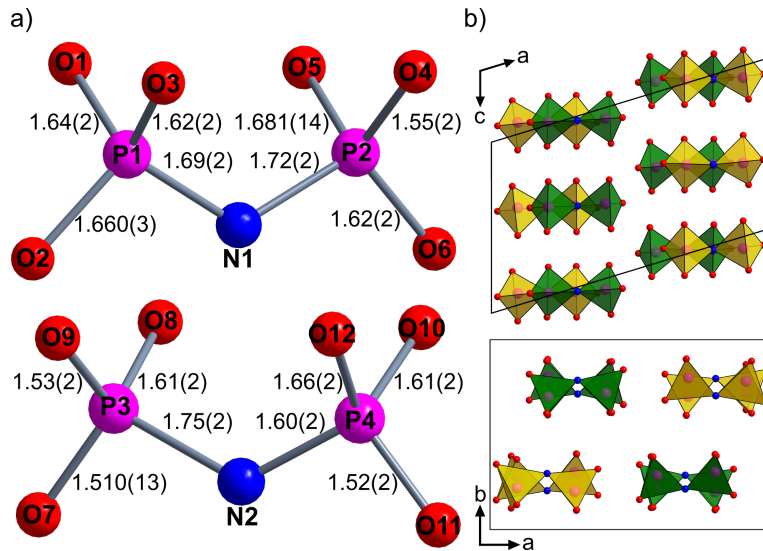 a)
b)
O1
O3
O5
O4
1.64(2)
1.62(2)
1.681(14)
1.55(2)
P1
P2
1.69(2)
1.72(2)
1.660(3)
1.62(2)
O2
N1
O6
O9
O8
O12
O10
1.53(2)
1.61(2)
1.66(2)
1.61(2)
P3
P4
1.75(2)
1.60(2)
1.510(13)
1.52(2)
O7
N2
O11
a
c
b
a